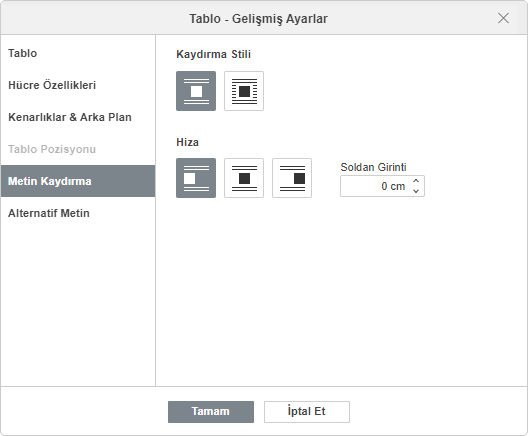 Tablo - Gelişmiş Ayarlar
Tablo
Hücre Özellikleri
Kenarlıklar & Arka Plan
Tablo Pozisyonu
Metin Kaydırma
Alternatif Metin
Kaydırma Stili
Hiza
Soldan Girinti
0 cm
Tamam
İptal Et